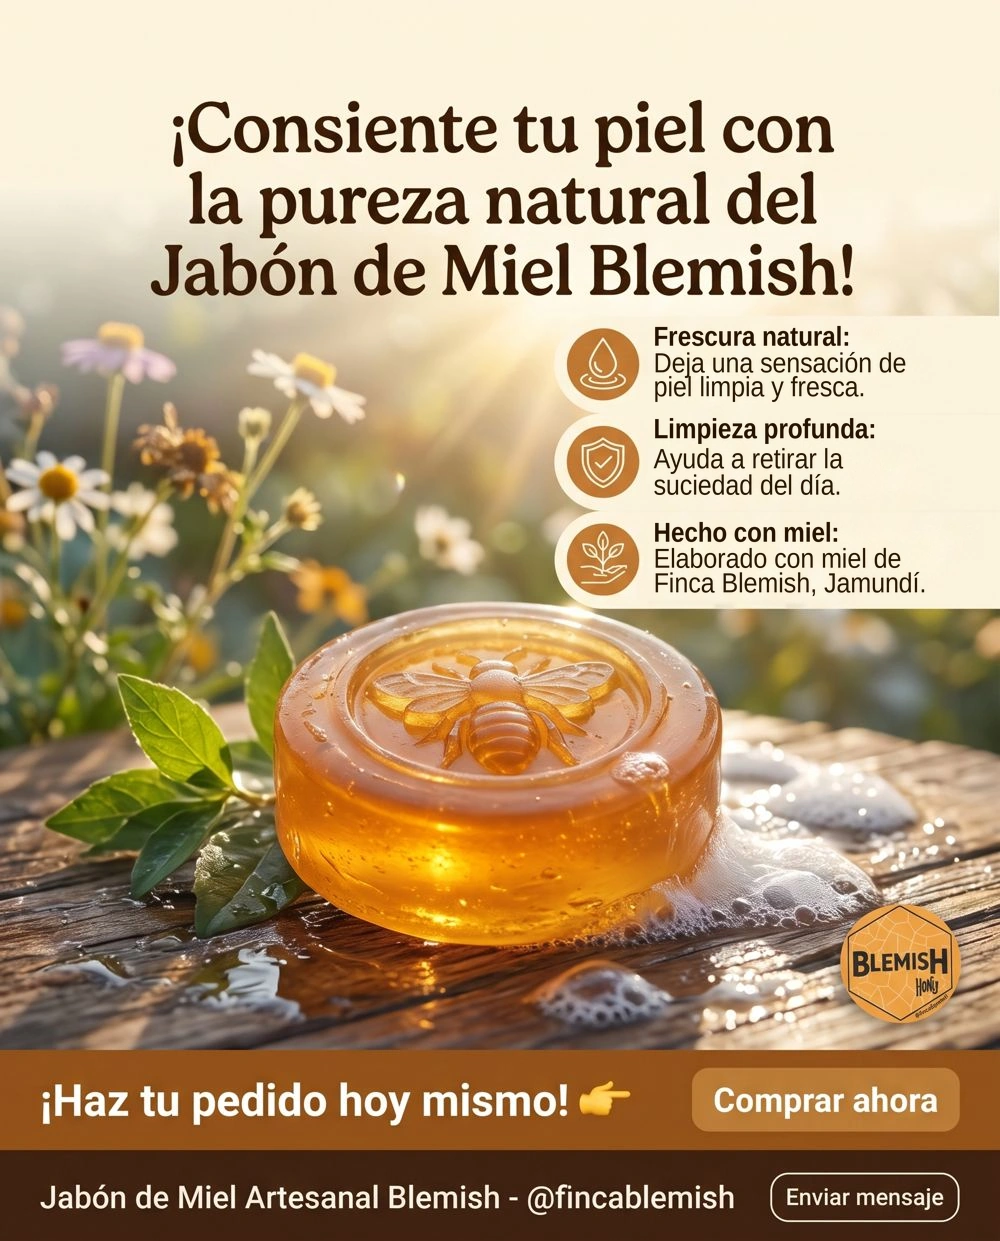 ¡Consiente tu piel con
la pureza natural del
Jabón de Miel Blemish!
Frescura natural:
Deja una sensación de
piel limpia y fresca.
Limpieza profunda:
Ayuda a retirar la
suciedad del día.
Hecho con miel:
Elaborado con miel de
Finca Blemish, Jamundí.
BLEMISH
HONEY
¡Haz tu pedido hoy mismo! 👉
Comprar ahora
Jabón de Miel Artesanal Blemish - @fincablemish
Enviar mensaje